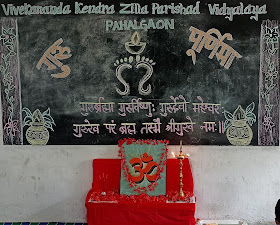 Vivekananda Kendra Zilla Parishad Vidyalaya
PAHALGAON
गुरु पूर्णिमा
गुरुर्ब्रह्मा गुरुर्विष्णुः गुरुर्देवो महेश्वरः
गुरुरेव परं ब्रह्म तस्मै श्रीगुरवे नमः॥
ॐ